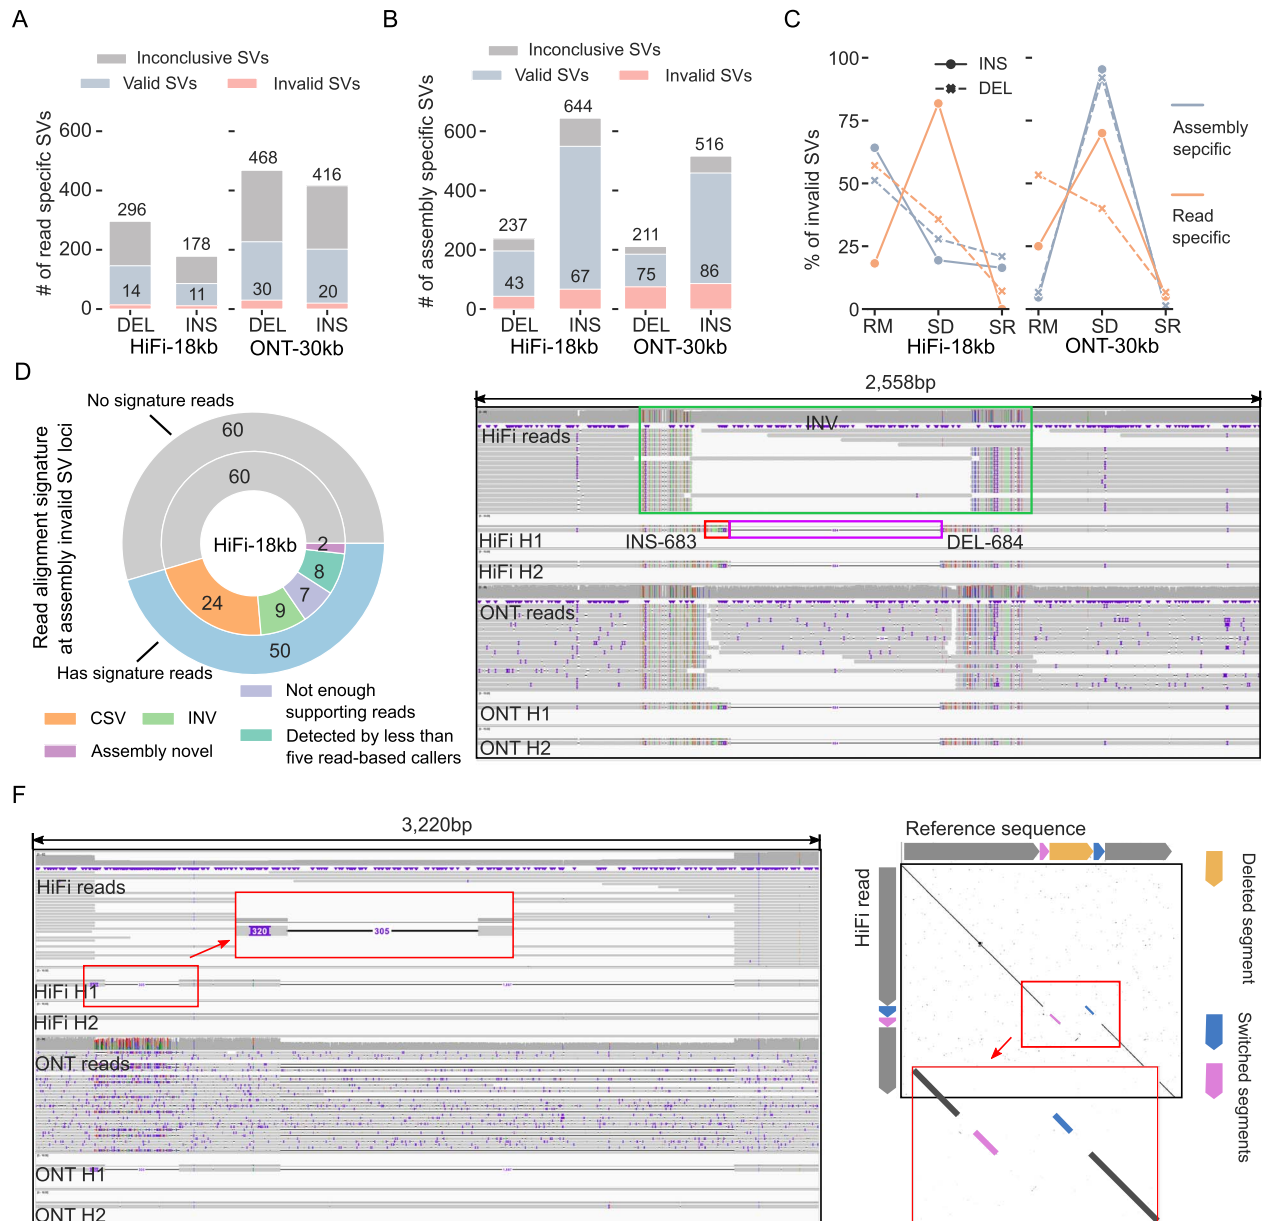 A
Inconclusive SVs
Valid SVs
Invalid SVs
# of read specifc SVs
600
400
200
0
296
178
468
416
14
11
30
20
DEL
INS
DEL
INS
HiFi-18kb
ONT-30kb
B
Inconclusive SVs
Valid SVs
Invalid SVs
# of assembly specific SVs
600
400
200
0
237
644
211
516
43
67
75
86
DEL
INS
DEL
INS
HiFi-18kb
ONT-30kb
C
% of invalid SVs
100
75
50
25
0
INS
DEL
RM
SD
SR
RM
SD
SR
HiFi-18kb
ONT-30kb
Assembly
sepcific
Read
specific
D
No signature reads
Read alignment signature
at assembly invalid SV loci
60
60
HiFi-18kb
2
8
7
9
24
50
Has signature reads
CSV
INV
Assembly novel
Not enough
supporting reads
Detected by less than
five read-based callers
2,558bp
INV
HiFi reads
HiFi H1
INS-683
DEL-684
HiFi H2
ONT reads
ONT H1
ONT H2
F
3,220bp
HiFi reads
320
305
HiFi H1
HiFi H2
ONT reads
ONT H1
ONT H2
Reference sequence
HiFi read
Deleted segment
Switched segments